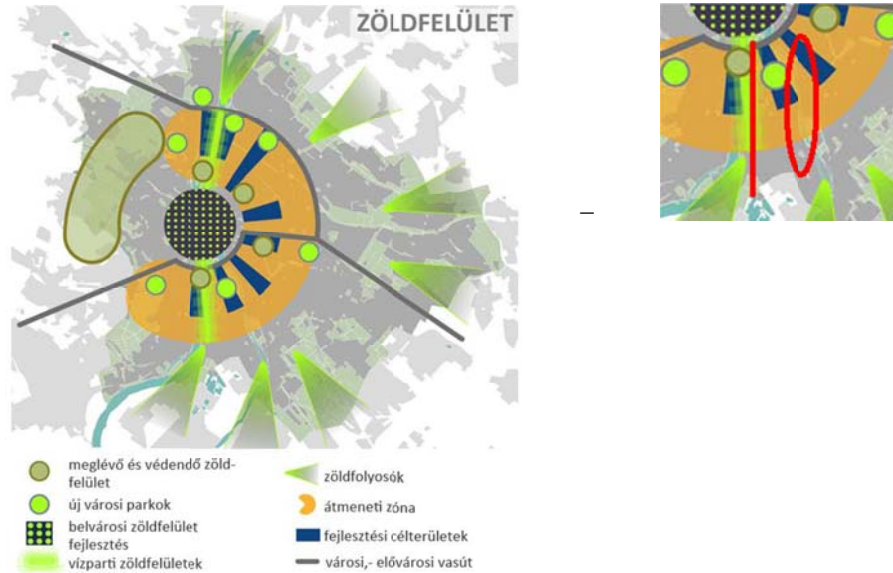 ZÖLDFELÜLET
meglévő és védendő zöld-
felület
új városi parkok
belvárosi zöldfelület
fejlesztés
vízparti zöldfelületek
zöldfolyosók
átmeneti zóna
fejlesztési célterületek
városi,- elővárosi vasút
–